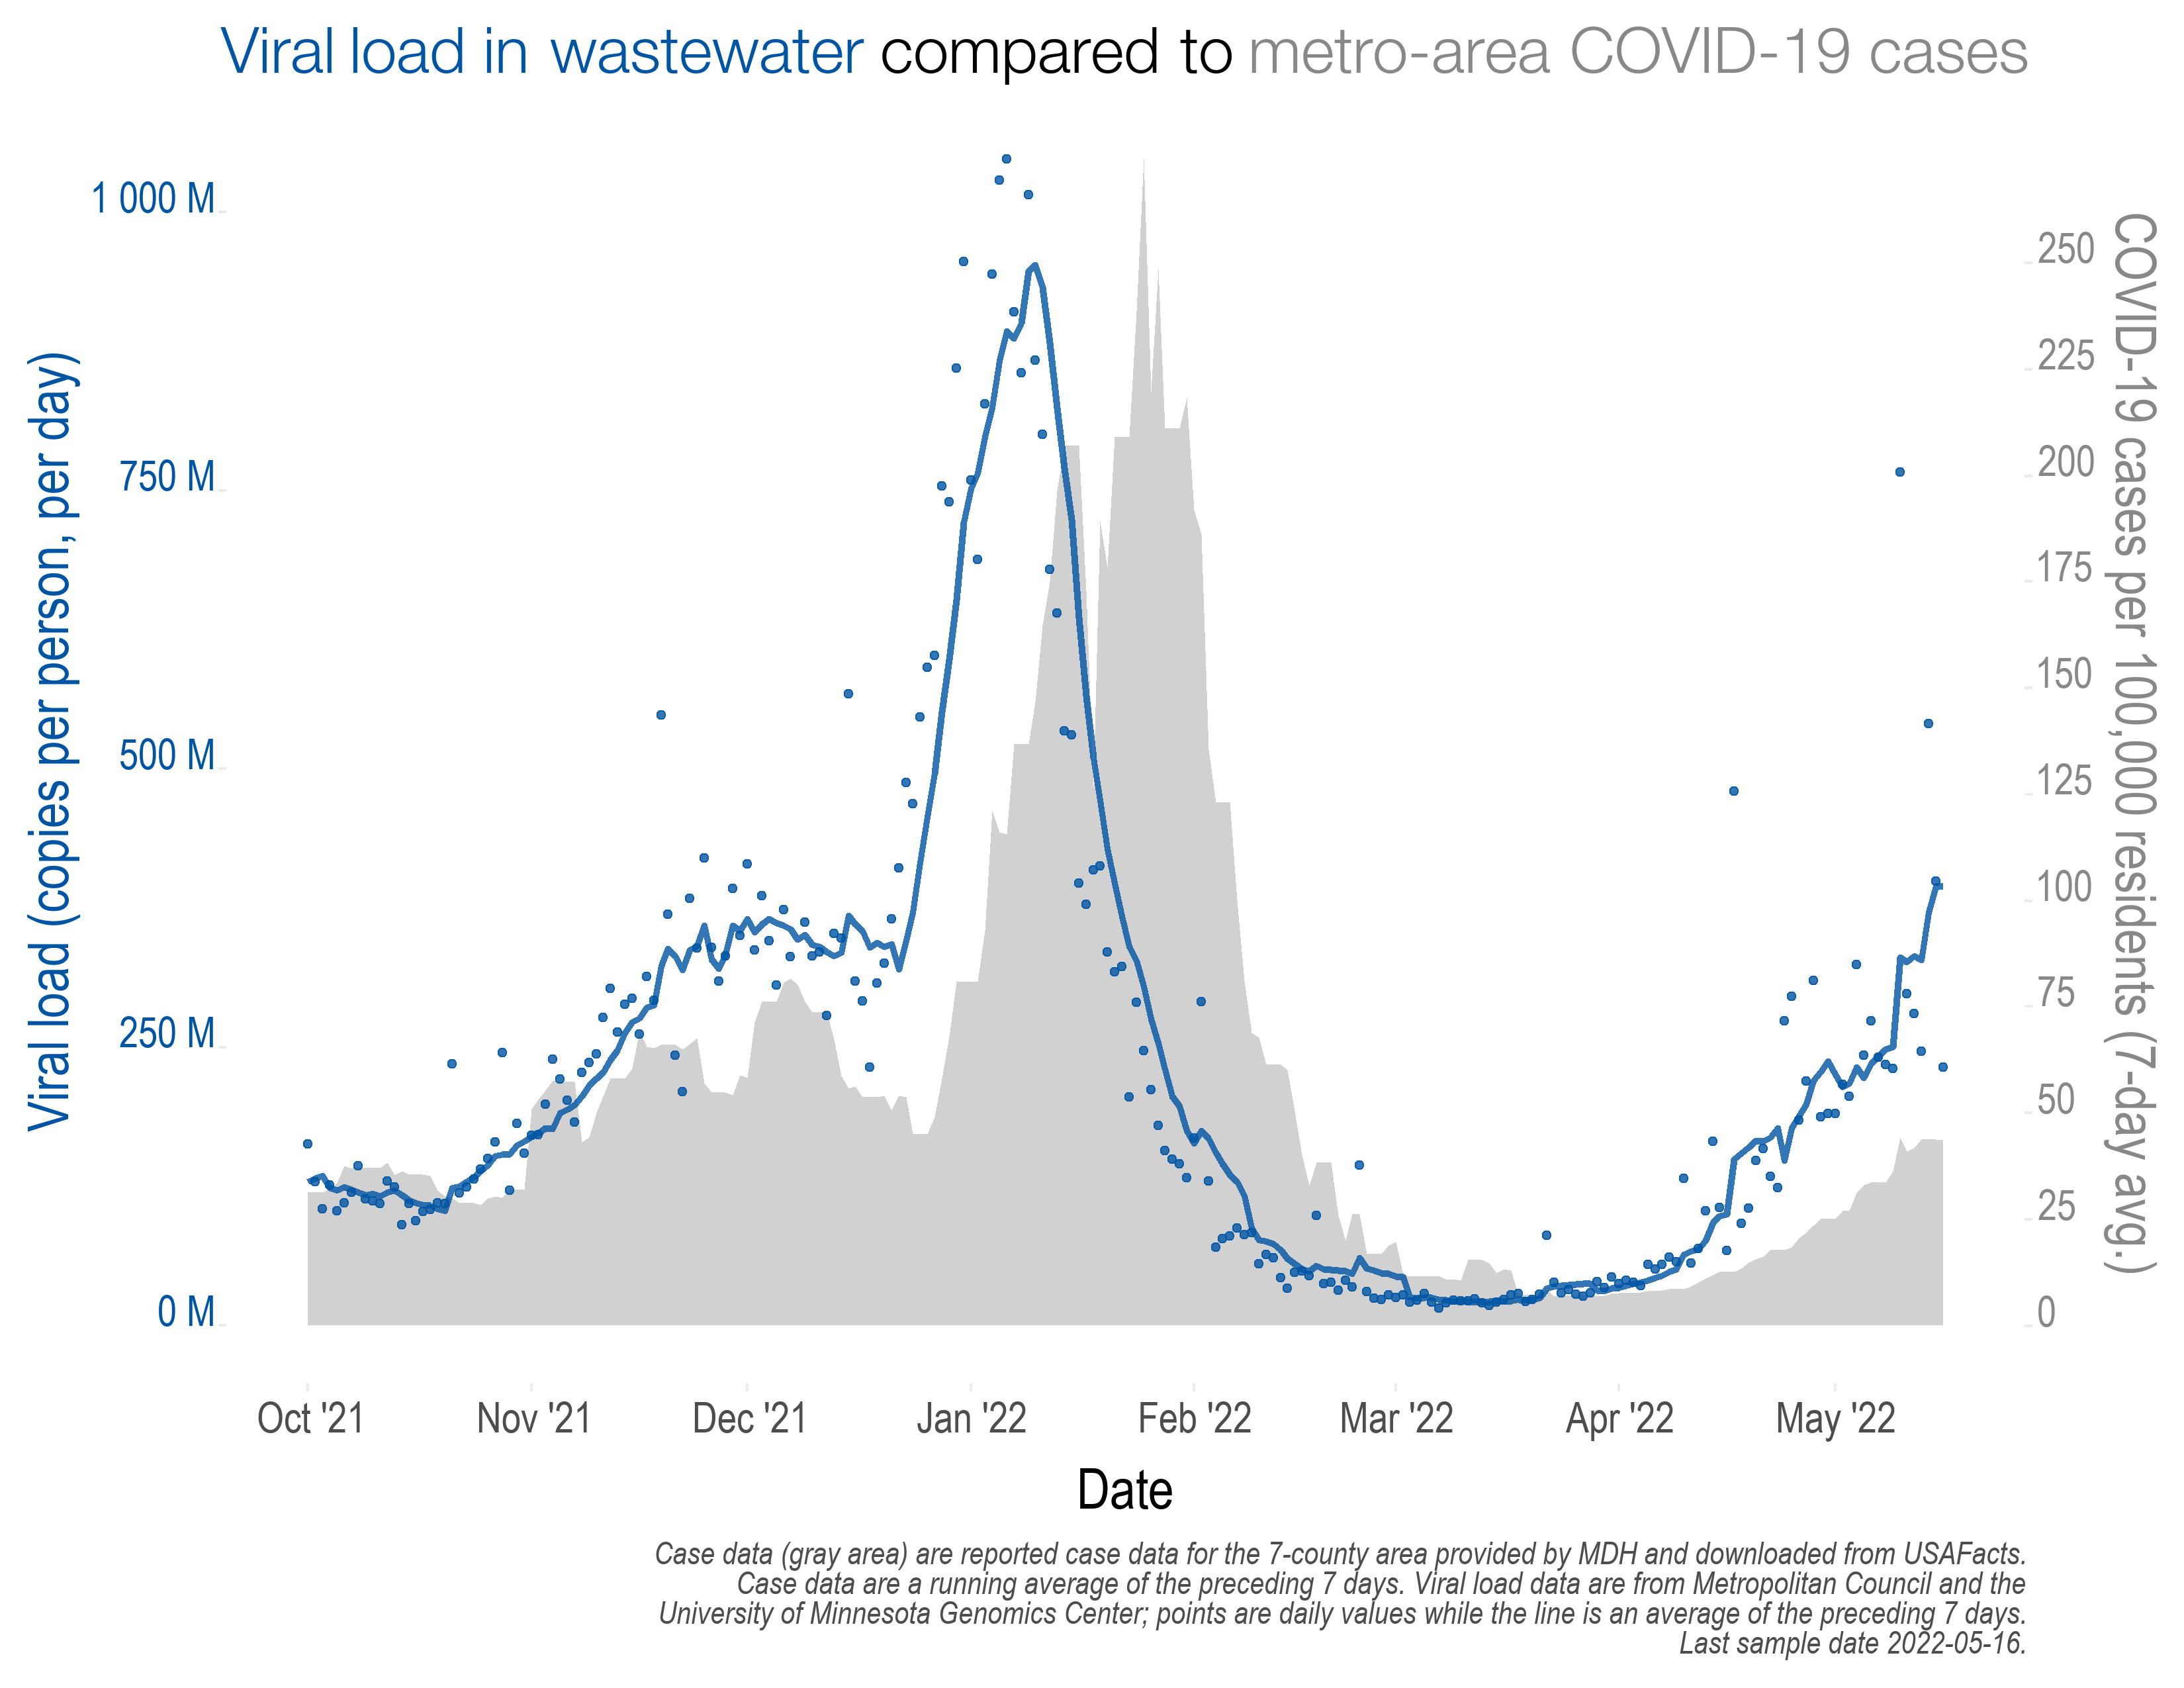 Viral load in wastewater compared to metro-area COVID-19 cases
Viral load (copies per person, per day)
1 000 M
750 M
500 M
250 M
0 M
250
225
200
175
150
125
100
75
50
25
0
COVID-19 cases per 100,000 residents (7-day avg.)
Oct '21 Nov '21 Dec '21 Jan '22 Feb '22 Mar '22 Apr '22 May '22
Date
Case data (gray area) are reported case data for the 7-county area provided by MDH and downloaded from USAFacts.
Case data are a running average of the preceding 7 days. Viral load data are from Metropolitan Council and the
University of Minnesota Genomics Center; points are daily values while the line is an average of the preceding 7 days.
Last sample date 2022-05-16.